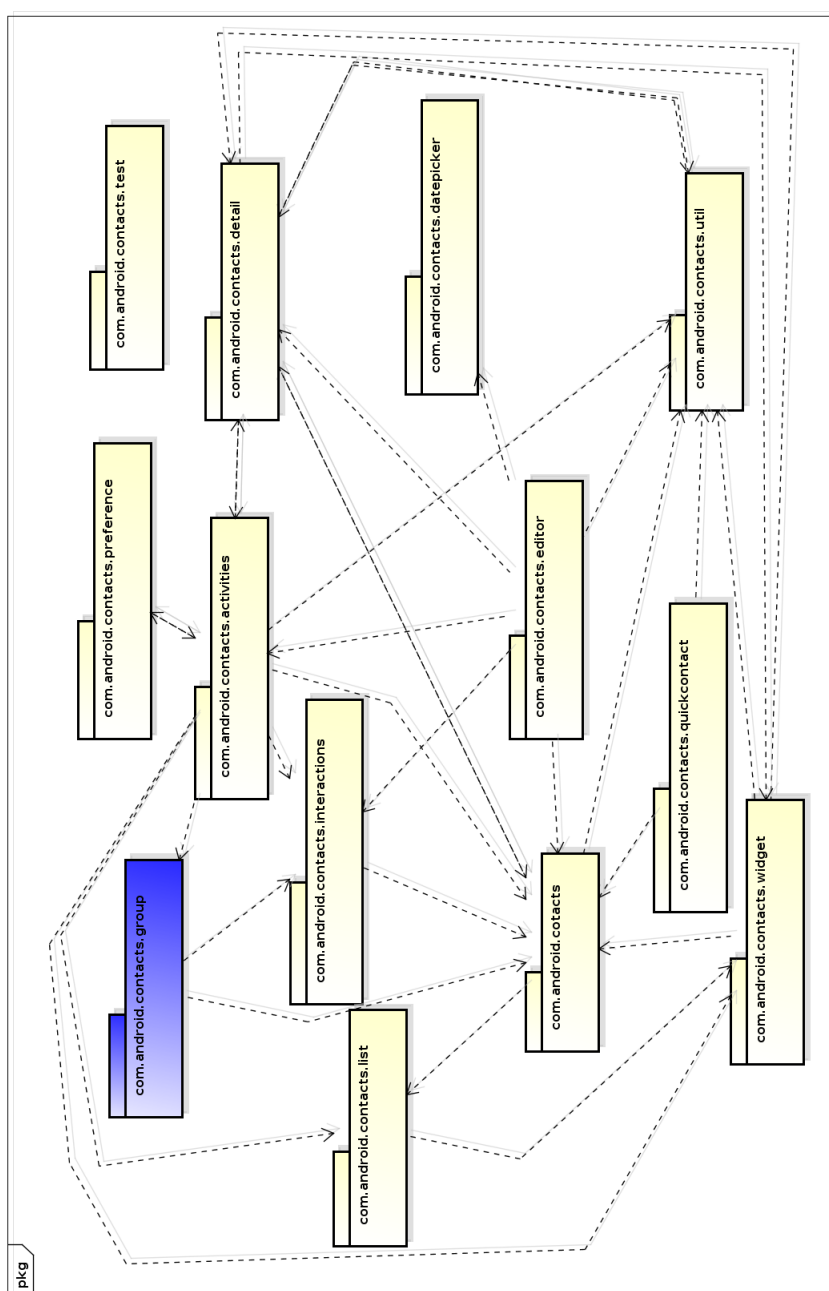 pkg
com.android.contacts.test
com.android.contacts.preference
com.android.contacts.group
com.android.contacts.detail
com.android.contacts.activities
com.android.contacts.interactions
com.android.contacts.list
com.android.contacts.datepicker
com.android.contacts.editor
com.android.cotacts
com.android.contacts.util
com.android.contacts.quickcontact
com.android.contacts.widget